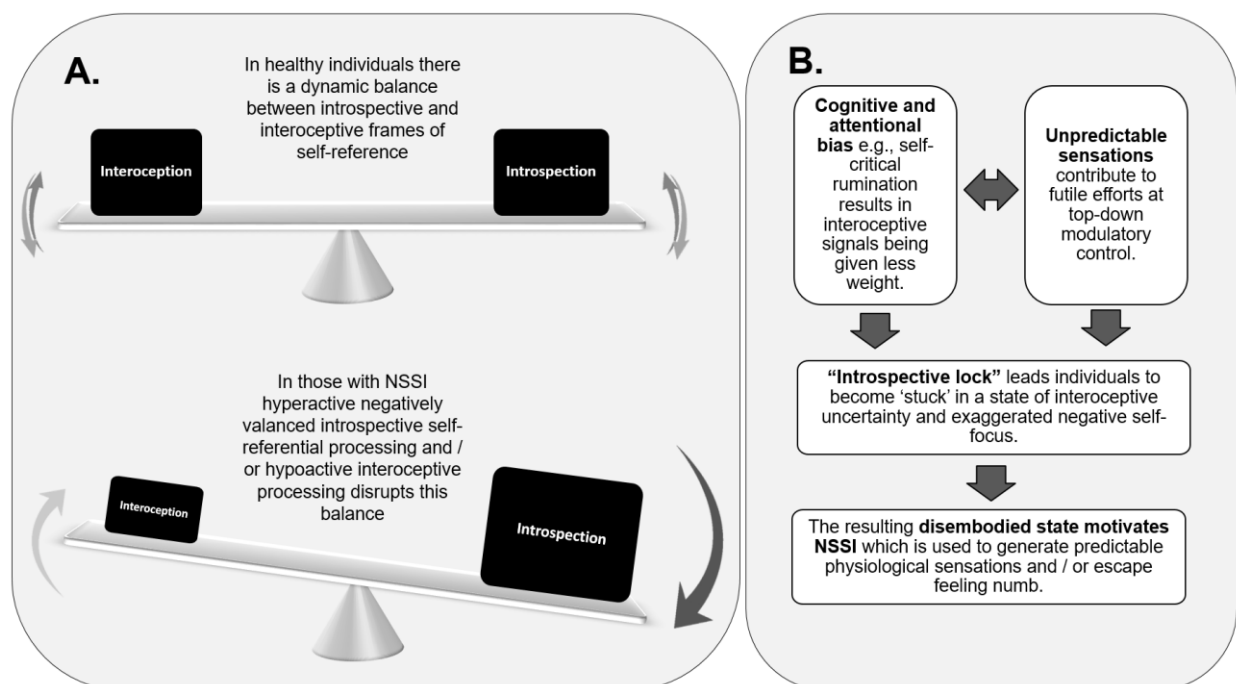 A.
In healthy individuals there
is a dynamic balance
between introspective and
interoceptive frames of
self-reference
Interoception
Introspection
In those with NSSI
hyperactive negatively
valanced introspective self-
referential processing and /
or hypoactive interoceptive
processing disrupts this
balance
Interoception
Introspection
B.
Cognitive and
attentional
bias e.g., self-
critical
rumination
results in
interoceptive
signals being
given less
weight.
Unpredictable
sensations
contribute to
futile efforts at
top-down
modulatory
control.
“Introspective lock” leads individuals to
become ‘stuck’ in a state of interoceptive
uncertainty and exaggerated negative self-
focus.
The resulting disembodied state motivates
NSSI which is used to generate predictable
physiological sensations and / or escape
feeling numb.